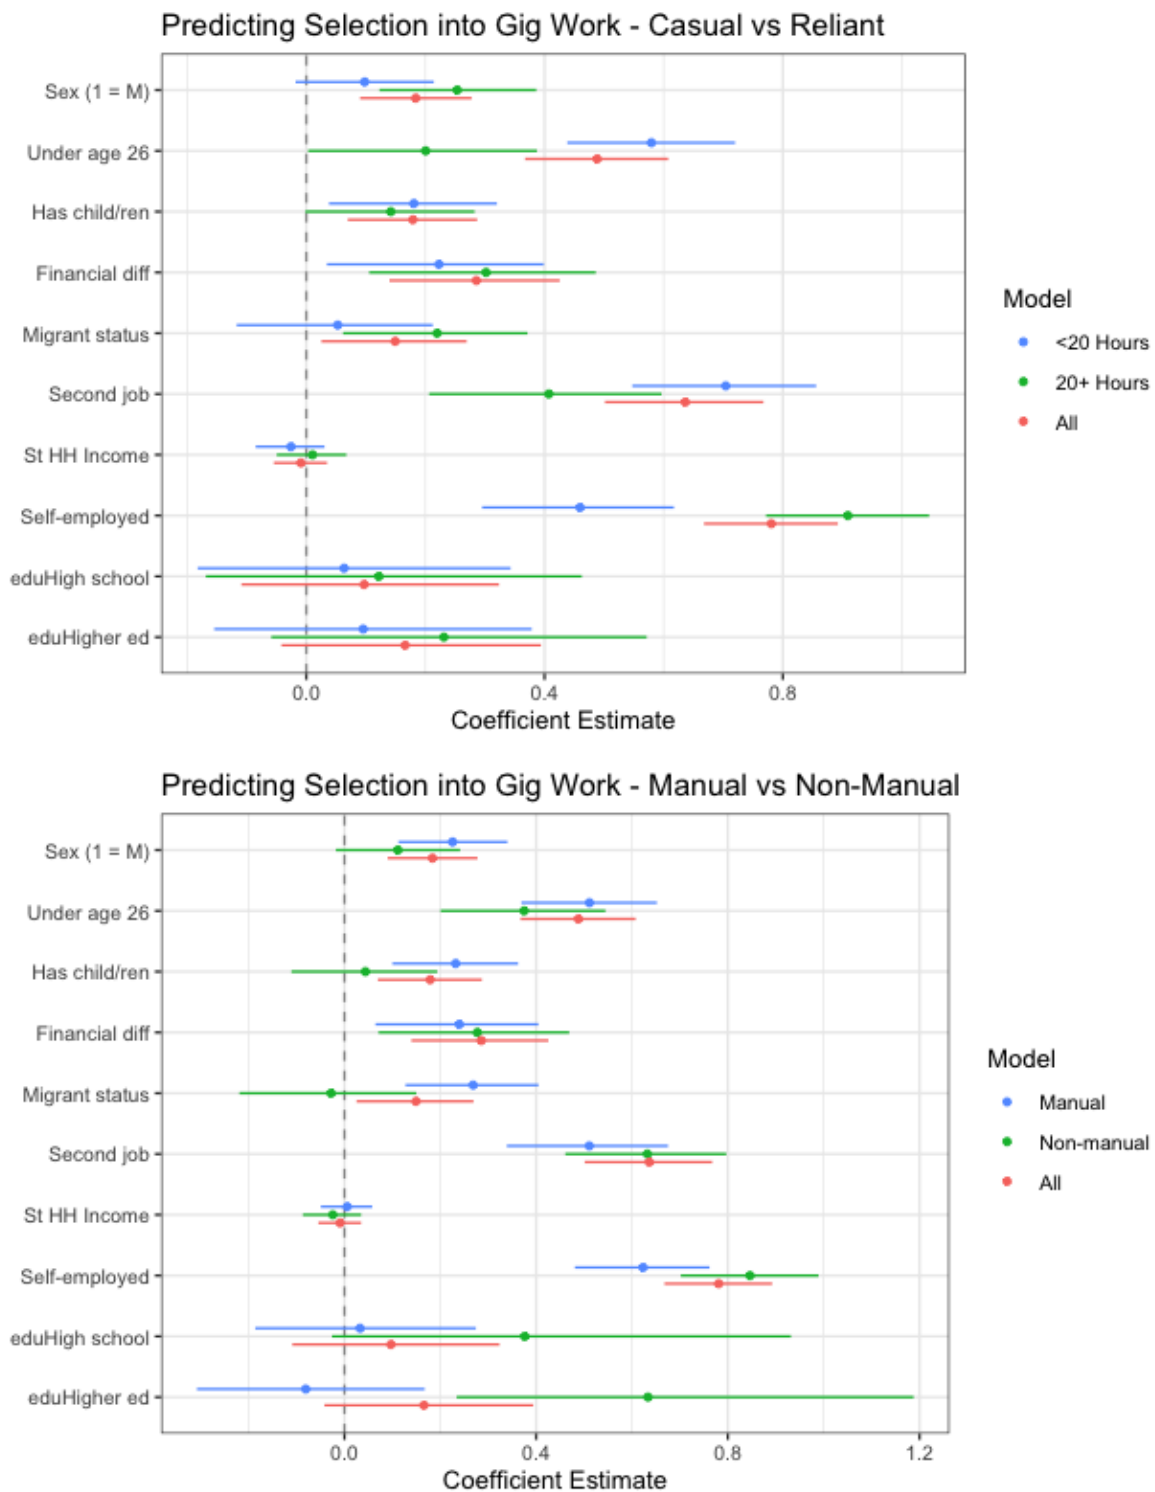 Predicting Selection into Gig Work - Casual vs Reliant
Sex (1 = M)
Under age 26
Has child/ren
Financial diff
Migrant status
Second job
St HH Income
Self-employed
eduHigh school
eduHigher ed
0.0 0.4 0.8
Coefficient Estimate
Model
<20 Hours
20+ Hours
All
Predicting Selection into Gig Work - Manual vs Non-Manual
Sex (1 = M)
Under age 26
Has child/ren
Financial diff
Migrant status
Second job
St HH Income
Self-employed
eduHigh school
eduHigher ed
0.0 0.4 0.8 1.2
Coefficient Estimate
Model
Manual
Non-manual
All